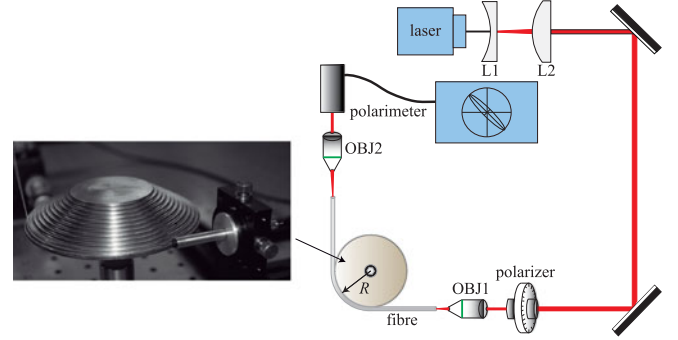 laser
L1
L2
polarimeter
OBJ2
R
OBJ1
polarizer
fibre